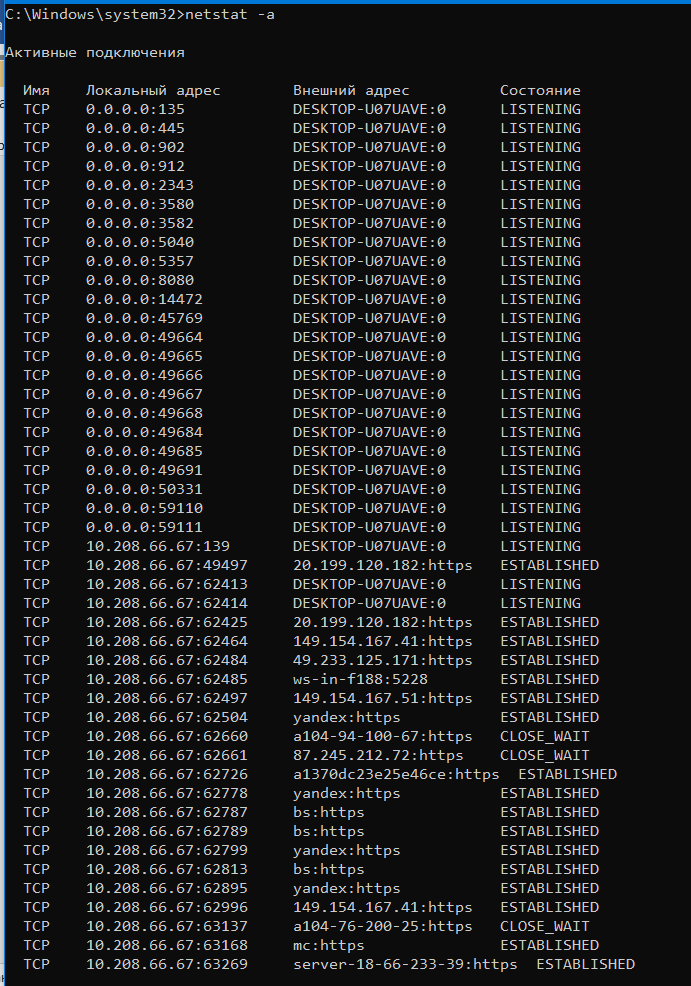 C:\Windows\system32>netstat -a
Активные подключения
Имя Локальный адрес Внешний адрес Состояние
TCP 0.0.0.0:135 DESKTOP-U07UAVE:0 LISTENING
TCP 0.0.0.0:445 DESKTOP-U07UAVE:0 LISTENING
TCP 0.0.0.0:902 DESKTOP-U07UAVE:0 LISTENING
TCP 0.0.0.0:912 DESKTOP-U07UAVE:0 LISTENING
TCP 0.0.0.0:2343 DESKTOP-U07UAVE:0 LISTENING
TCP 0.0.0.0:3580 DESKTOP-U07UAVE:0 LISTENING
TCP 0.0.0.0:3582 DESKTOP-U07UAVE:0 LISTENING
TCP 0.0.0.0:5040 DESKTOP-U07UAVE:0 LISTENING
TCP 0.0.0.0:5357 DESKTOP-U07UAVE:0 LISTENING
TCP 0.0.0.0:8080 DESKTOP-U07UAVE:0 LISTENING
TCP 0.0.0.0:14472 DESKTOP-U07UAVE:0 LISTENING
TCP 0.0.0.0:45769 DESKTOP-U07UAVE:0 LISTENING
TCP 0.0.0.0:49664 DESKTOP-U07UAVE:0 LISTENING
TCP 0.0.0.0:49665 DESKTOP-U07UAVE:0 LISTENING
TCP 0.0.0.0:49666 DESKTOP-U07UAVE:0 LISTENING
TCP 0.0.0.0:49667 DESKTOP-U07UAVE:0 LISTENING
TCP 0.0.0.0:49668 DESKTOP-U07UAVE:0 LISTENING
TCP 0.0.0.0:49684 DESKTOP-U07UAVE:0 LISTENING
TCP 0.0.0.0:49685 DESKTOP-U07UAVE:0 LISTENING
TCP 0.0.0.0:49691 DESKTOP-U07UAVE:0 LISTENING
TCP 0.0.0.0:50331 DESKTOP-U07UAVE:0 LISTENING
TCP 0.0.0.0:59110 DESKTOP-U07UAVE:0 LISTENING
TCP 0.0.0.0:59111 DESKTOP-U07UAVE:0 LISTENING
TCP 10.208.66.67:139 DESKTOP-U07UAVE:0 LISTENING
TCP 10.208.66.67:49497 20.199.120.182:https ESTABLISHED
TCP 10.208.66.67:62413 DESKTOP-U07UAVE:0 LISTENING
TCP 10.208.66.67:62414 DESKTOP-U07UAVE:0 LISTENING
TCP 10.208.66.67:62425 20.199.120.182:https ESTABLISHED
TCP 10.208.66.67:62464 149.154.167.41:https ESTABLISHED
TCP 10.208.66.67:62484 49.233.125.171:https ESTABLISHED
TCP 10.208.66.67:62485 ws-in-f188:5228 ESTABLISHED
TCP 10.208.66.67:62497 149.154.167.51:https ESTABLISHED
TCP 10.208.66.67:62504 yandex:https ESTABLISHED
TCP 10.208.66.67:62660 a104-94-100-67:https CLOSE_WAIT
TCP 10.208.66.67:62661 87.245.212.72:https CLOSE_WAIT
TCP 10.208.66.67:62726 a1370dc23e25e46ce:https ESTABLISHED
TCP 10.208.66.67:62778 yandex:https ESTABLISHED
TCP 10.208.66.67:62787 bs:https ESTABLISHED
TCP 10.208.66.67:62789 bs:https ESTABLISHED
TCP 10.208.66.67:62799 yandex:https ESTABLISHED
TCP 10.208.66.67:62813 bs:https ESTABLISHED
TCP 10.208.66.67:62895 yandex:https ESTABLISHED
TCP 10.208.66.67:62996 149.154.167.41:https ESTABLISHED
TCP 10.208.66.67:63137 a104-76-200-25:https CLOSE_WAIT
TCP 10.208.66.67:63168 mc:https ESTABLISHED
TCP 10.208.66.67:63269 server-18-66-233-39:https ESTABLISHED